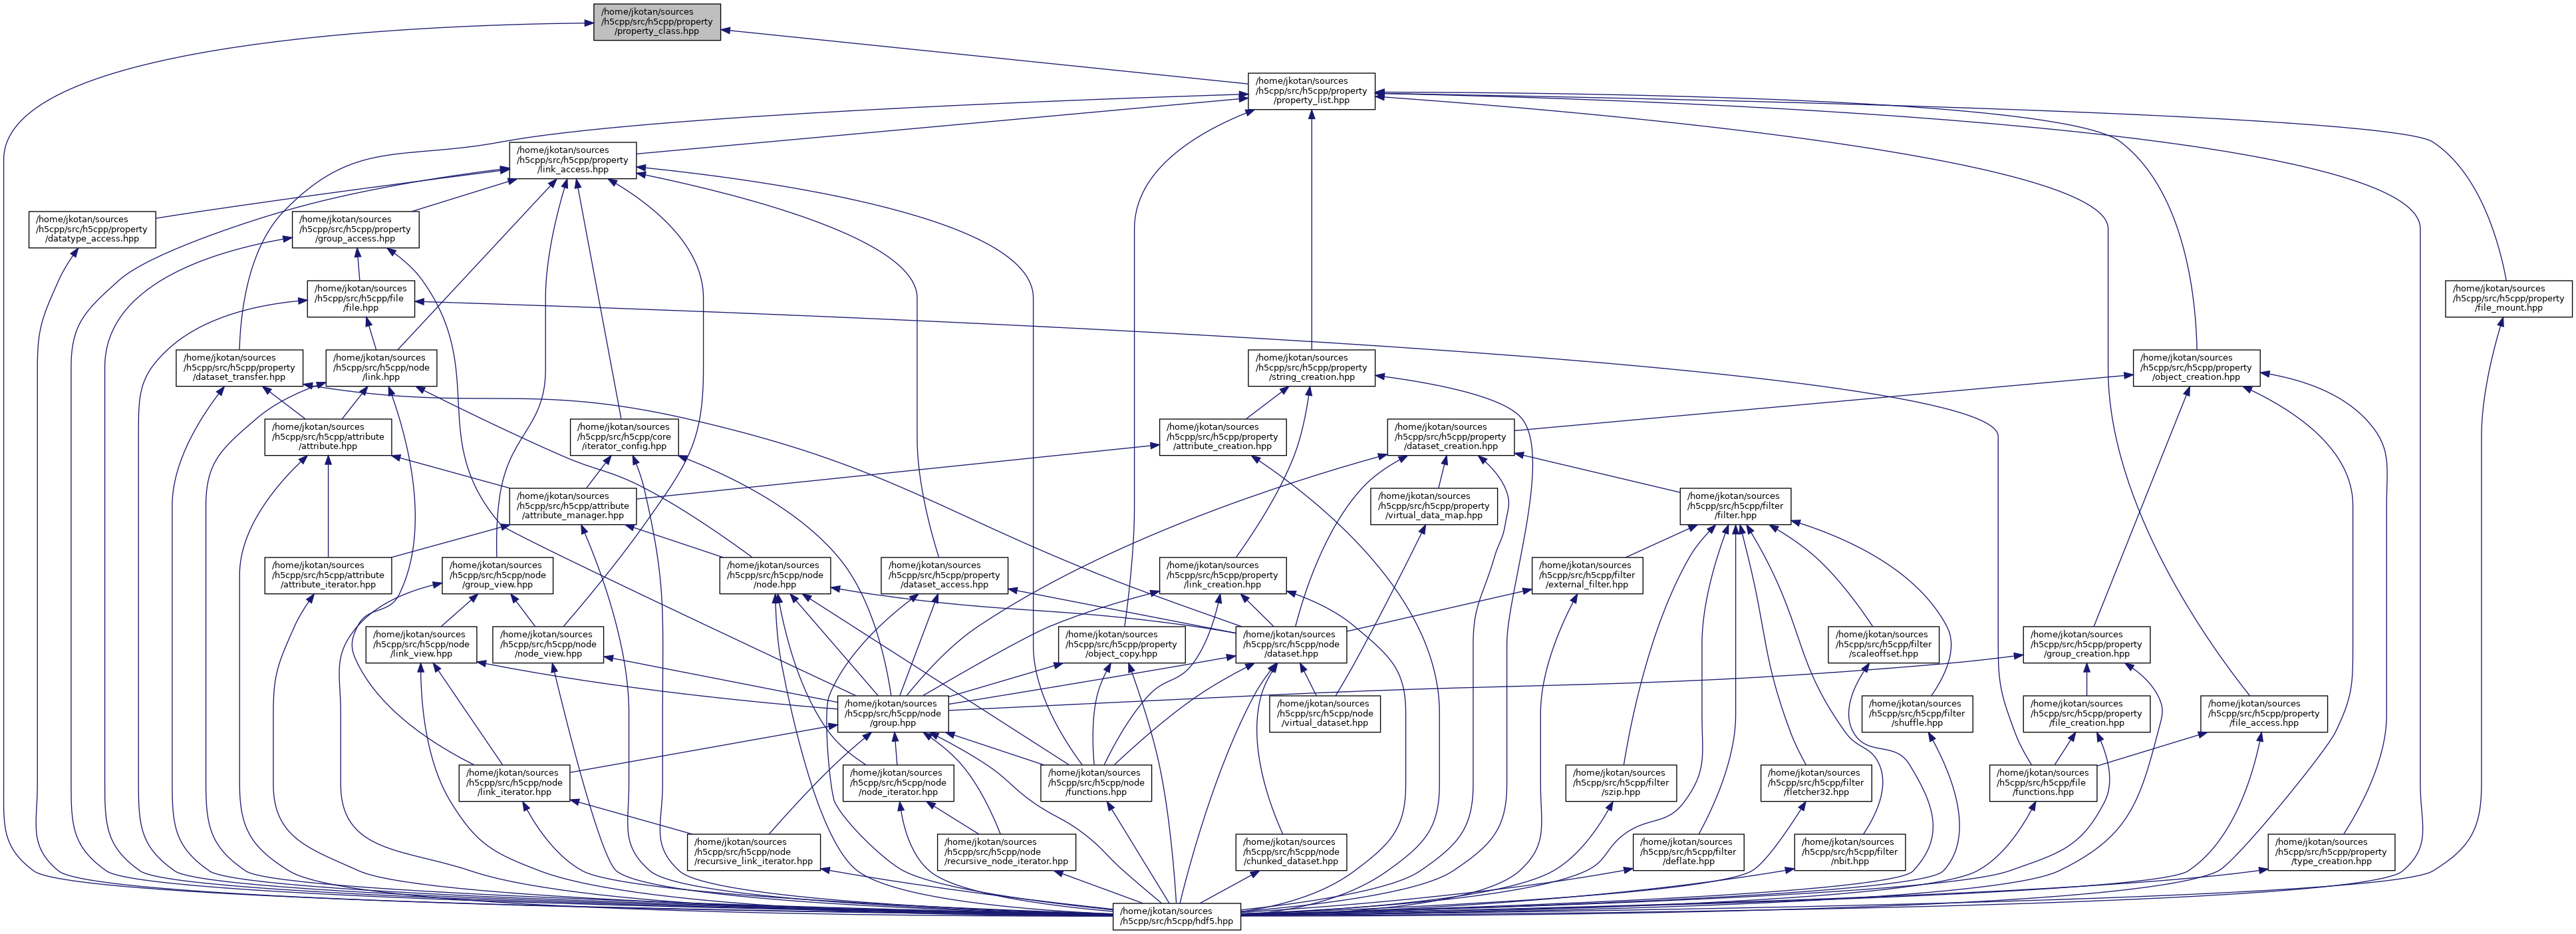 /home/jkotan/sources
/h5cpp/src/h5cpp/property
/property_class.hpp
/home/jkotan/sources
/h5cpp/src/h5cpp/property
/property_list.hpp
/home/jkotan/sources
/h5cpp/src/h5cpp/property
/link_access.hpp
/home/jkotan/sources
/h5cpp/src/h5cpp/property
/datatype_access.hpp
/home/jkotan/sources
/h5cpp/src/h5cpp/property
/group_access.hpp
/home/jkotan/sources
/h5cpp/src/h5cpp/file
/file.hpp
/home/jkotan/sources
/h5cpp/src/h5cpp/property
/file_mount.hpp
/home/jkotan/sources
/h5cpp/src/h5cpp/property
/dataset_transfer.hpp
/home/jkotan/sources
/h5cpp/src/h5cpp/node
/link.hpp
/home/jkotan/sources
/h5cpp/src/h5cpp/property
/string_creation.hpp
/home/jkotan/sources
/h5cpp/src/h5cpp/property
/object_creation.hpp
/home/jkotan/sources
/h5cpp/src/h5cpp/attribute
/attribute.hpp
/home/jkotan/sources
/h5cpp/src/h5cpp/core
/iterator_config.hpp
/home/jkotan/sources
/h5cpp/src/h5cpp/property
/attribute_creation.hpp
/home/jkotan/sources
/h5cpp/src/h5cpp/property
/dataset_creation.hpp
/home/jkotan/sources
/h5cpp/src/h5cpp/attribute
/attribute_manager.hpp
/home/jkotan/sources
/h5cpp/src/h5cpp/property
/virtual_data_map.hpp
/home/jkotan/sources
/h5cpp/src/h5cpp/filter
/filter.hpp
/home/jkotan/sources
/h5cpp/src/h5cpp/attribute
/attribute_iterator.hpp
/home/jkotan/sources
/h5cpp/src/h5cpp/node
/group_view.hpp
/home/jkotan/sources
/h5cpp/src/h5cpp/node
/node.hpp
/home/jkotan/sources
/h5cpp/src/h5cpp/property
/dataset_access.hpp
/home/jkotan/sources
/h5cpp/src/h5cpp/property
/link_creation.hpp
/home/jkotan/sources
/h5cpp/src/h5cpp/filter
/external_filter.hpp
/home/jkotan/sources
/h5cpp/src/h5cpp/node
/link_view.hpp
/home/jkotan/sources
/h5cpp/src/h5cpp/node
/node_view.hpp
/home/jkotan/sources
/h5cpp/src/h5cpp/property
/object_copy.hpp
/home/jkotan/sources
/h5cpp/src/h5cpp/node
/dataset.hpp
/home/jkotan/sources
/h5cpp/src/h5cpp/filter
/scaleoffset.hpp
/home/jkotan/sources
/h5cpp/src/h5cpp/property
/group_creation.hpp
/home/jkotan/sources
/h5cpp/src/h5cpp/node
/group.hpp
/home/jkotan/sources
/h5cpp/src/h5cpp/node
/virtual_dataset.hpp
/home/jkotan/sources
/h5cpp/src/h5cpp/filter
/shuffle.hpp
/home/jkotan/sources
/h5cpp/src/h5cpp/property
/file_creation.hpp
/home/jkotan/sources
/h5cpp/src/h5cpp/property
/file_access.hpp
/home/jkotan/sources
/h5cpp/src/h5cpp/node
/link_iterator.hpp
/home/jkotan/sources
/h5cpp/src/h5cpp/node
/node_iterator.hpp
/home/jkotan/sources
/h5cpp/src/h5cpp/node
/functions.hpp
/home/jkotan/sources
/h5cpp/src/h5cpp/filter
/szip.hpp
/home/jkotan/sources
/h5cpp/src/h5cpp/filter
/fletcher32.hpp
/home/jkotan/sources
/h5cpp/src/h5cpp/file
/functions.hpp
/home/jkotan/sources
/h5cpp/src/h5cpp/node
/recursive_link_iterator.hpp
/home/jkotan/sources
/h5cpp/src/h5cpp/node
/recursive_node_iterator.hpp
/home/jkotan/sources
/h5cpp/src/h5cpp/node
/chunked_dataset.hpp
/home/jkotan/sources
/h5cpp/src/h5cpp/filter
/deflate.hpp
/home/jkotan/sources
/h5cpp/src/h5cpp/filter
/nbit.hpp
/home/jkotan/sources
/h5cpp/src/h5cpp/property
/type_creation.hpp
/home/jkotan/sources
/h5cpp/src/h5cpp/hdf5.hpp